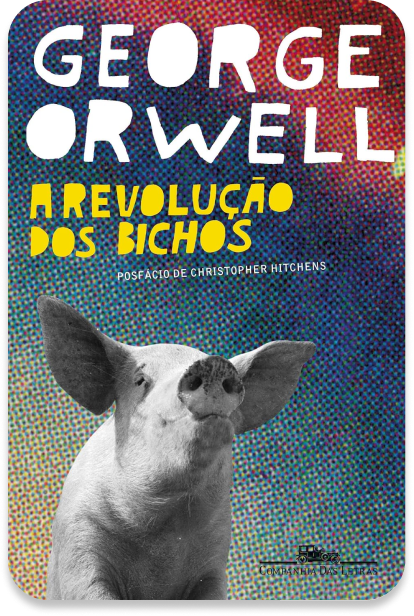 GEORGE
ORWELL
A REVOLUÇÃO
DOS BICHOS
POSFÁCIO DE CHRISTOPHER HITCHENS
COMPANHIA DAS LETRAS